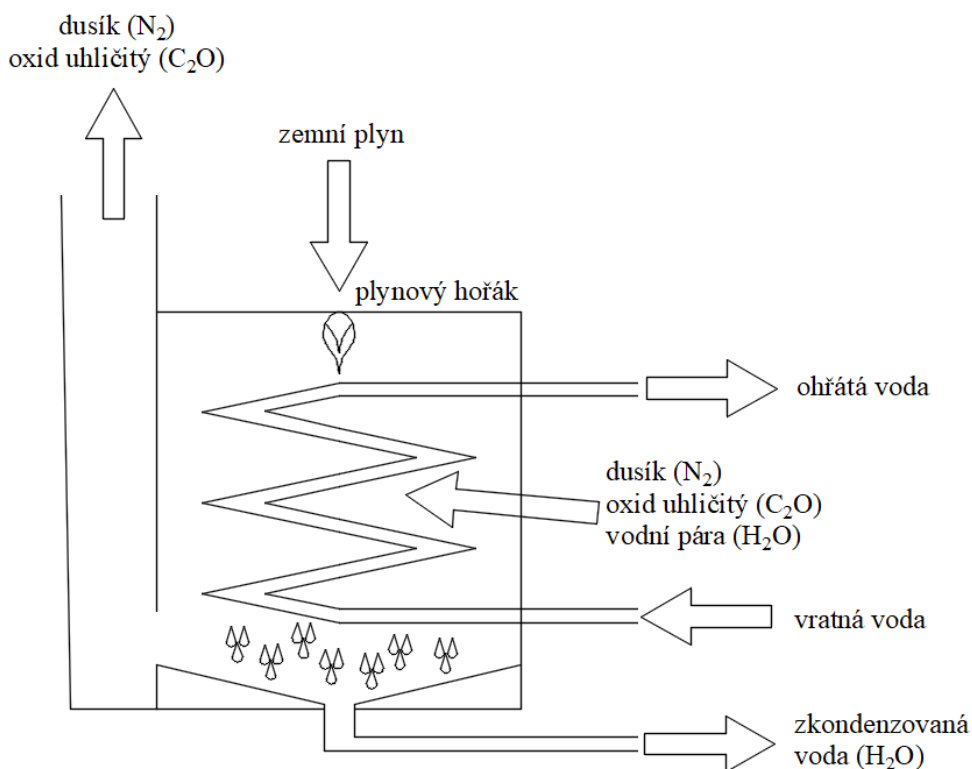 dusík (N₂)
oxid uhličitý (C₂O)
zemní plyn
plynový hořák
ohřátá voda
dusík (N₂)
oxid uhličitý (C₂O)
vodní pára (H₂O)
vratná voda
zkondenzovaná
voda (H₂O)